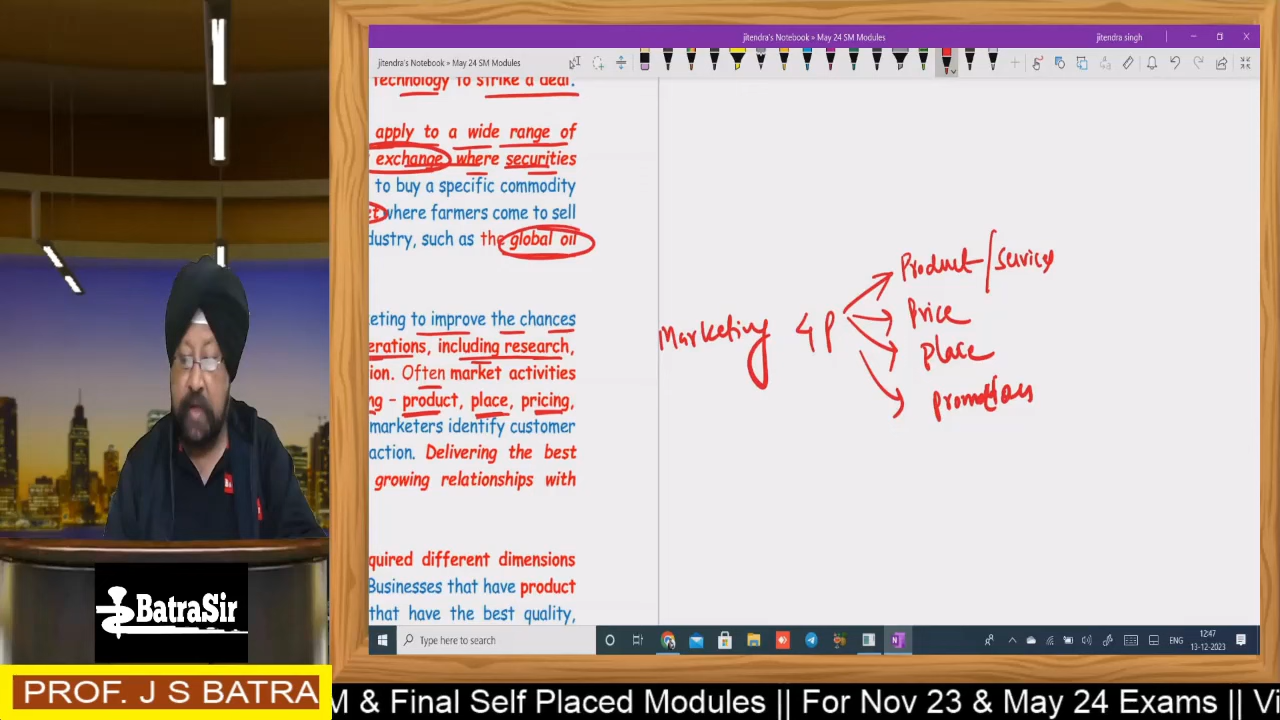 jitendra's Notebook » May 24 SM Modules
jitendra singh
jitendra's Notebook » May 24 SM Modules
technology to strike a deal.
apply to a wide range of
exchange where securities
to buy a specific commodity
et where farmers come to sell
dustry, such as the global oil
eting to improve the chances
erations, including research,
ion. Often market activities
g – product, place, pricing,
marketers identify customer
action. Delivering the best
growing relationships with
quired different dimensions
Businesses that have product
that have the best quality,
Marketing 4P
Product/Services
Price
Place
promotions
BatraSir
Type here to search
ENG
12:47
13-12-2023
PROF. J S BATRA
M & Final Self Placed Modules || For Nov 23 & May 24 Exams || Vi